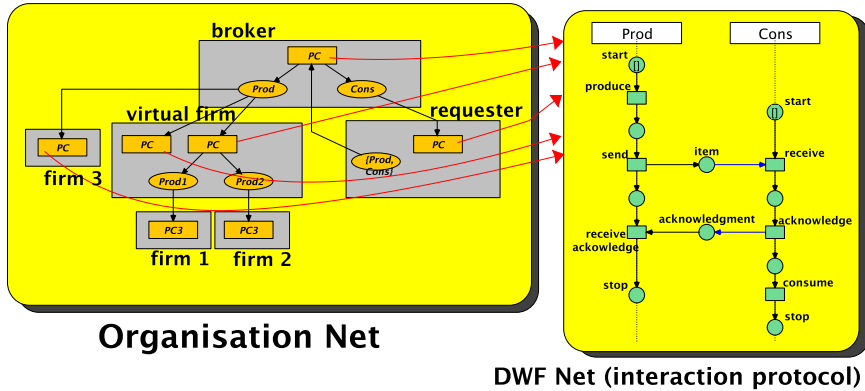 broker
PC
Prod
Cons
virtual firm
requester
PC
PC
PC
PC
{Prod,
Cons}
firm 3
Prod1
Prod2
PC3
PC3
firm 1
firm 2
Organisation Net
Prod
Cons
start
[]
produce
start
[]
send
item
receive
acknowledgment
acknowledge
receive
ackowledge
consume
stop
stop
DWF Net (interaction protocol)